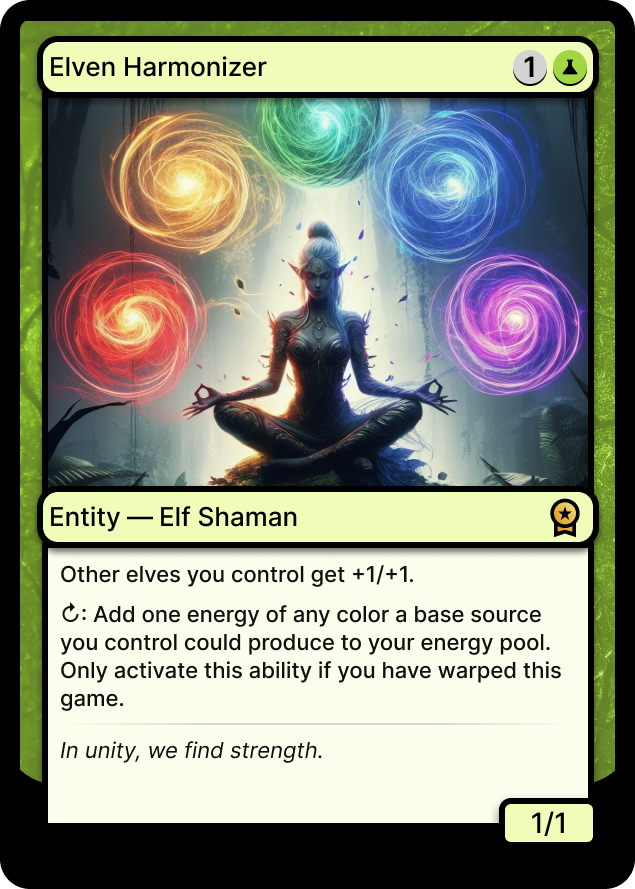 Elven Harmonizer
1
Entity — Elf Shaman
Other elves you control get +1/+1.
↻: Add one energy of any color a base source
you control could produce to your energy pool.
Only activate this ability if you have warped this
game.
In unity, we find strength.
1/1